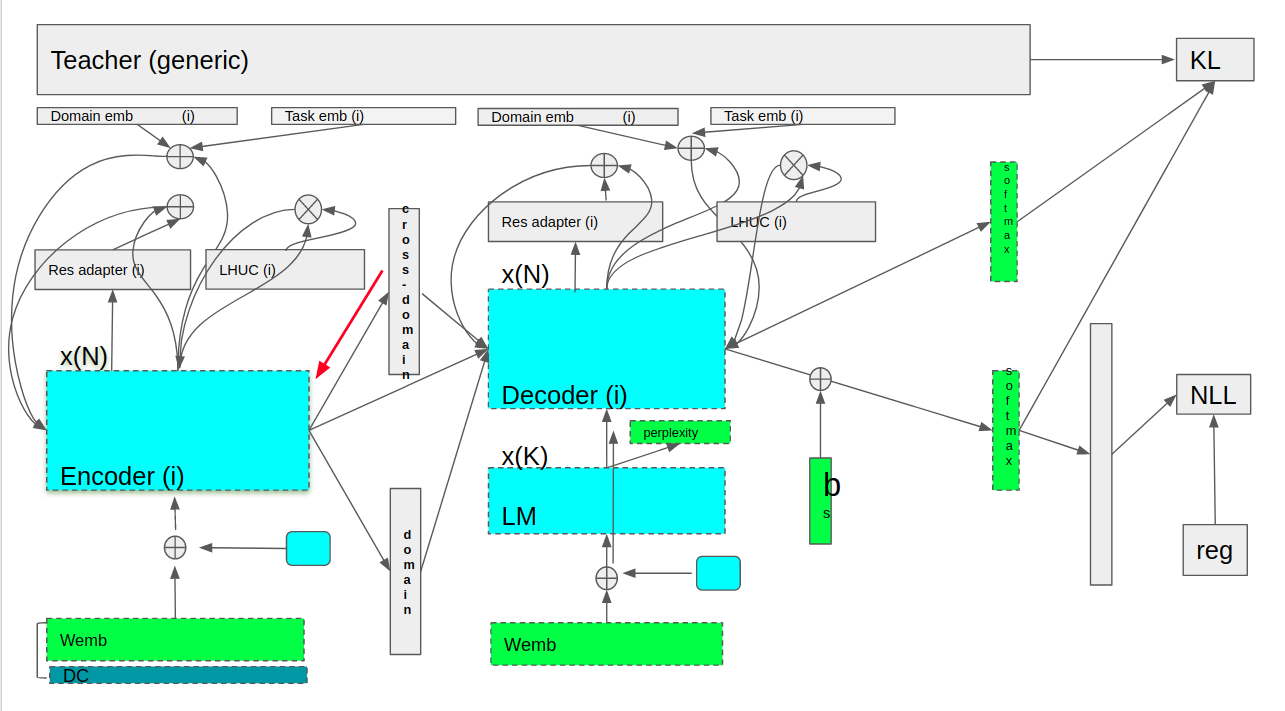 Teacher (generic)
KL
Domain emb (i)
Task emb (i)
Domain emb (i)
Task emb (i)
Res adapter (i)
LHUC (i)
cross-domain
Res adapter (i)
LHUC (i)
softmax
x(N)
x(N)
Encoder (i)
Decoder (i)
perplexity
x(K)
LM
domain
b
s
softmax
NLL
reg
Wemb
DC
Wemb